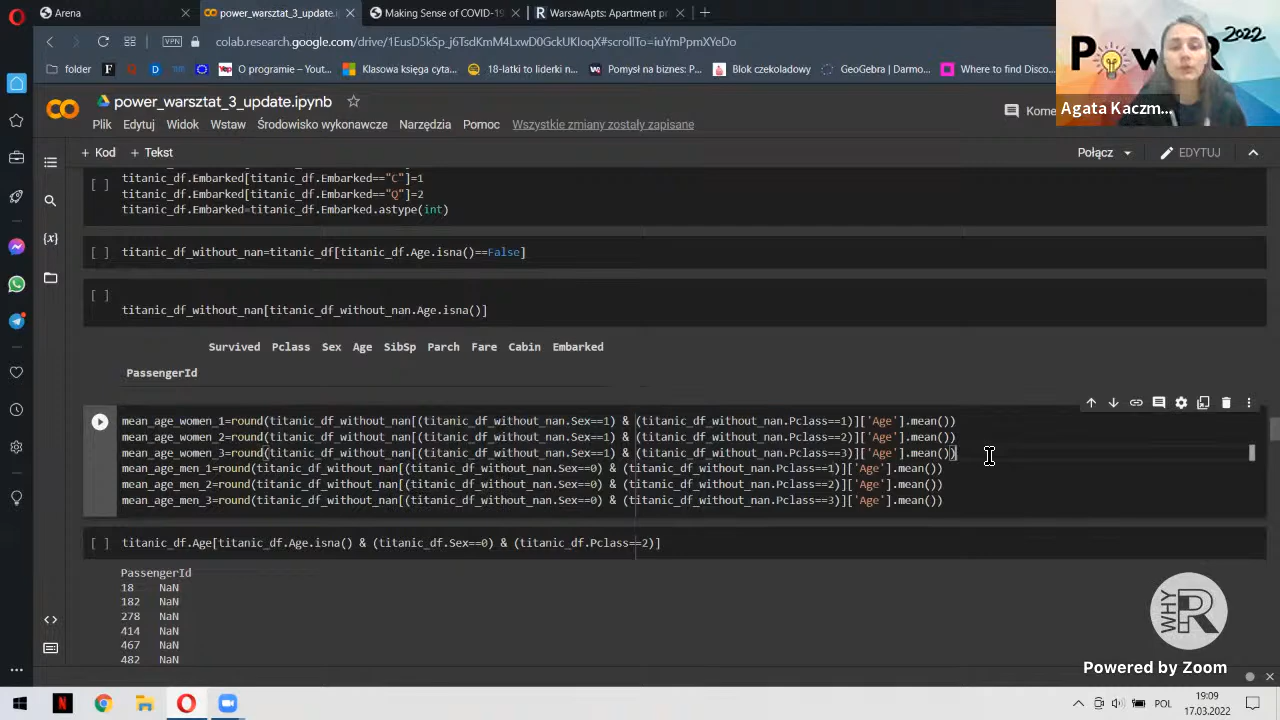 Arena
power_warsztat_3_update.ipynb
Making Sense of COVID-19
WarsawApts: Apartment pr
VPN
colab.research.google.com/drive/1EusD5kSp_j6TsdKmM4LxwDtGckUKloqX#scrollTo=iuYmPpmXYeDo
folder
O programie – Yout...
Klasowa księga cyta...
18-latki to liderki n...
Pomysł na biznes: P...
Blok czekoladowy
GeoGebra | Darmo...
Where to find Discov...
PowR
2022
Agata Kaczm...
power_warsztat_3_update.ipynb
Plik Edytuj Widok Wstaw Środowisko wykonawcze Narzędzia Pomoc Wszystkie zmiany zostały zapisane
Kome
+ Kod + Tekst
Połącz
EDYTUJ
[ ]
titanic_df.Embarked[titanic_df.Embarked=="C"]=1
titanic_df.Embarked[titanic_df.Embarked=="Q"]=2
titanic_df.Embarked=titanic_df.Embarked.astype(int)
[ ] titanic_df_without_nan=titanic_df[titanic_df.Age.isna()==False]
[ ]
titanic_df_without_nan[titanic_df_without_nan.Age.isna()]
Survived Pclass Sex Age SibSp Parch Fare Cabin Embarked
PassengerId
mean_age_women_1=round(titanic_df_without_nan[(titanic_df_without_nan.Sex==1) & (titanic_df_without_nan.Pclass==1)]['Age'].mean())
mean_age_women_2=round(titanic_df_without_nan[(titanic_df_without_nan.Sex==1) & (titanic_df_without_nan.Pclass==2)]['Age'].mean())
mean_age_women_3=round(titanic_df_without_nan[(titanic_df_without_nan.Sex==1) & (titanic_df_without_nan.Pclass==3)]['Age'].mean())
mean_age_men_1=round(titanic_df_without_nan[(titanic_df_without_nan.Sex==0) & (titanic_df_without_nan.Pclass==1)]['Age'].mean())
mean_age_men_2=round(titanic_df_without_nan[(titanic_df_without_nan.Sex==0) & (titanic_df_without_nan.Pclass==2)]['Age'].mean())
mean_age_men_3=round(titanic_df_without_nan[(titanic_df_without_nan.Sex==0) & (titanic_df_without_nan.Pclass==3)]['Age'].mean())
[ ] titanic_df.Age[titanic_df.Age.isna() & (titanic_df.Sex==0) & (titanic_df.Pclass==2)]
PassengerId
18 NaN
182 NaN
278 NaN
414 NaN
467 NaN
482 NaN
WHY R
Powered by Zoom
POL
19:09
17.03.2022